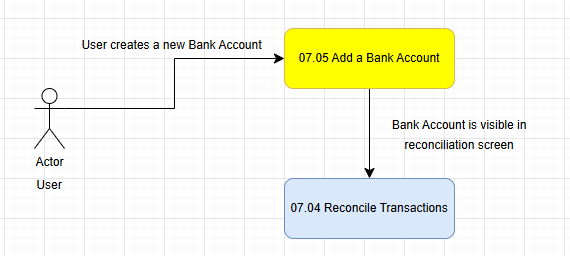 User creates a new Bank Account
07.05 Add a Bank Account
Actor
User
Bank Account is visible in
reconciliation screen
07.04 Reconcile Transactions